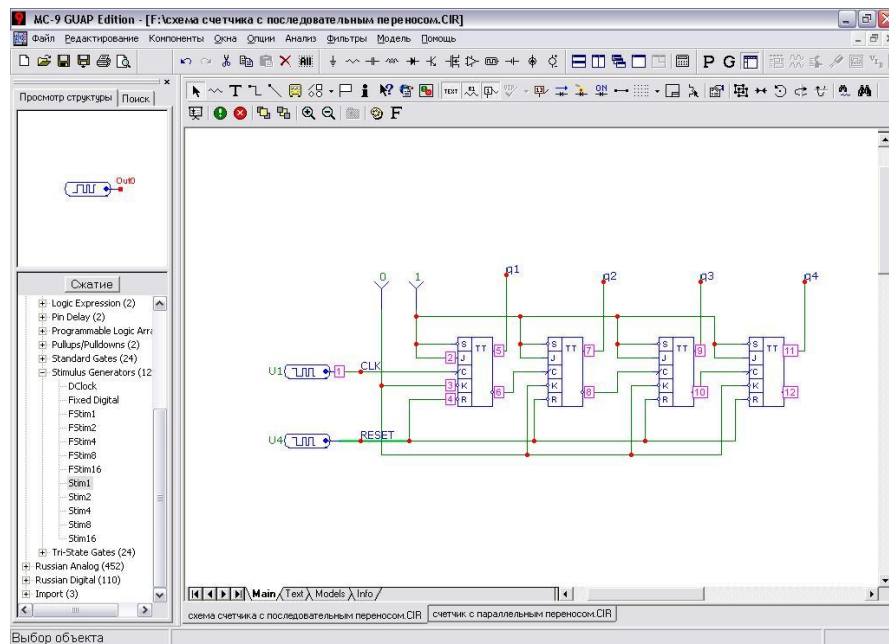 MC-9 GUAP Edition - [F:\схема счетчика с последовательным переносом.CIR]
Файл Редактирование Компоненты Окна Опции Анализ Фильтры Модель Помощь
P G
Просмотр структуры Поиск
T
TEXT
ON
F
Out0
Сжатие
Logic Expression (2)
Pin Delay (2)
Programmable Logic Arra
Pullups/Pulldowns (2)
Standard Gates (24)
Stimulus Generators (12
DClock
Fixed Digital
FStim1
FStim2
FStim4
FStim8
FStim16
Stim1
Stim2
Stim4
Stim8
Stim16
Tri-State Gates (24)
Russian Analog (452)
Russian Digital (110)
Import (3)
0 1 q1 q2 q3 q4
S TT 5 S TT 7 S TT 9 S TT 11
2 J J J J
U1 1 CLK C C C C
3 K 6 K 8 K 10 K 12
4 R R R R
U4 RESET
Main Text Models Info
схема счетчика с последовательным переносом.CIR счетчик с параллельным переносом.CIR
Выбор объекта